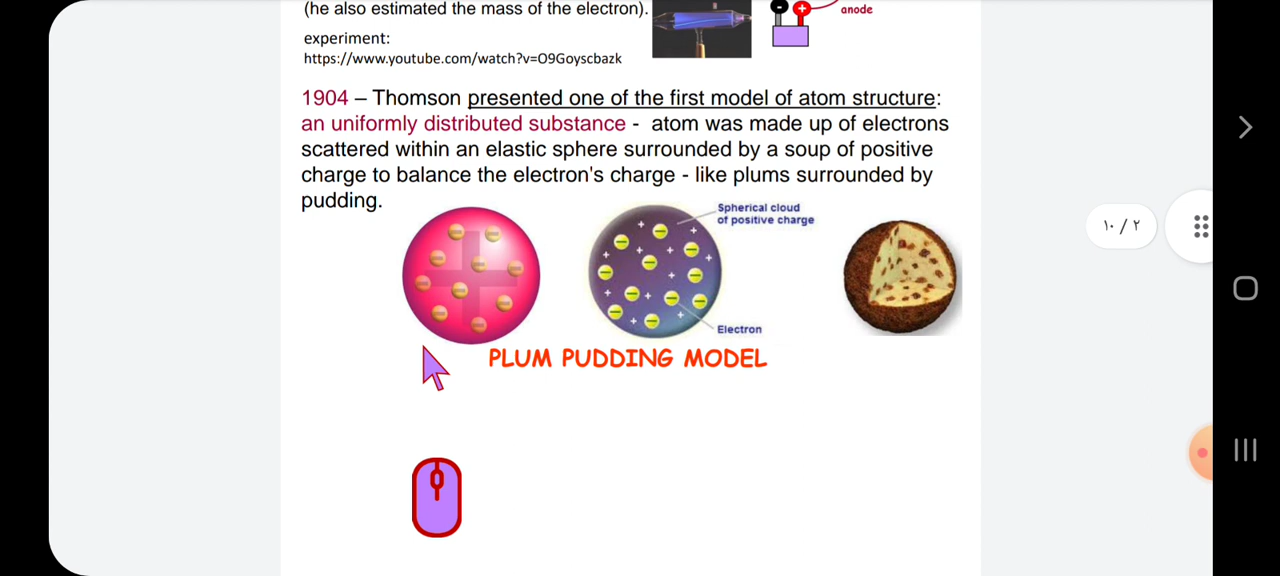 (he also estimated the mass of the electron).
anode
experiment:
https://www.youtube.com/watch?v=O9Goyscbazk
1904 – Thomson presented one of the first model of atom structure:
an uniformly distributed substance - atom was made up of electrons
scattered within an elastic sphere surrounded by a soup of positive
charge to balance the electron's charge - like plums surrounded by
pudding.
Spherical cloud
of positive charge
Electron
PLUM PUDDING MODEL
١٠ / ٢